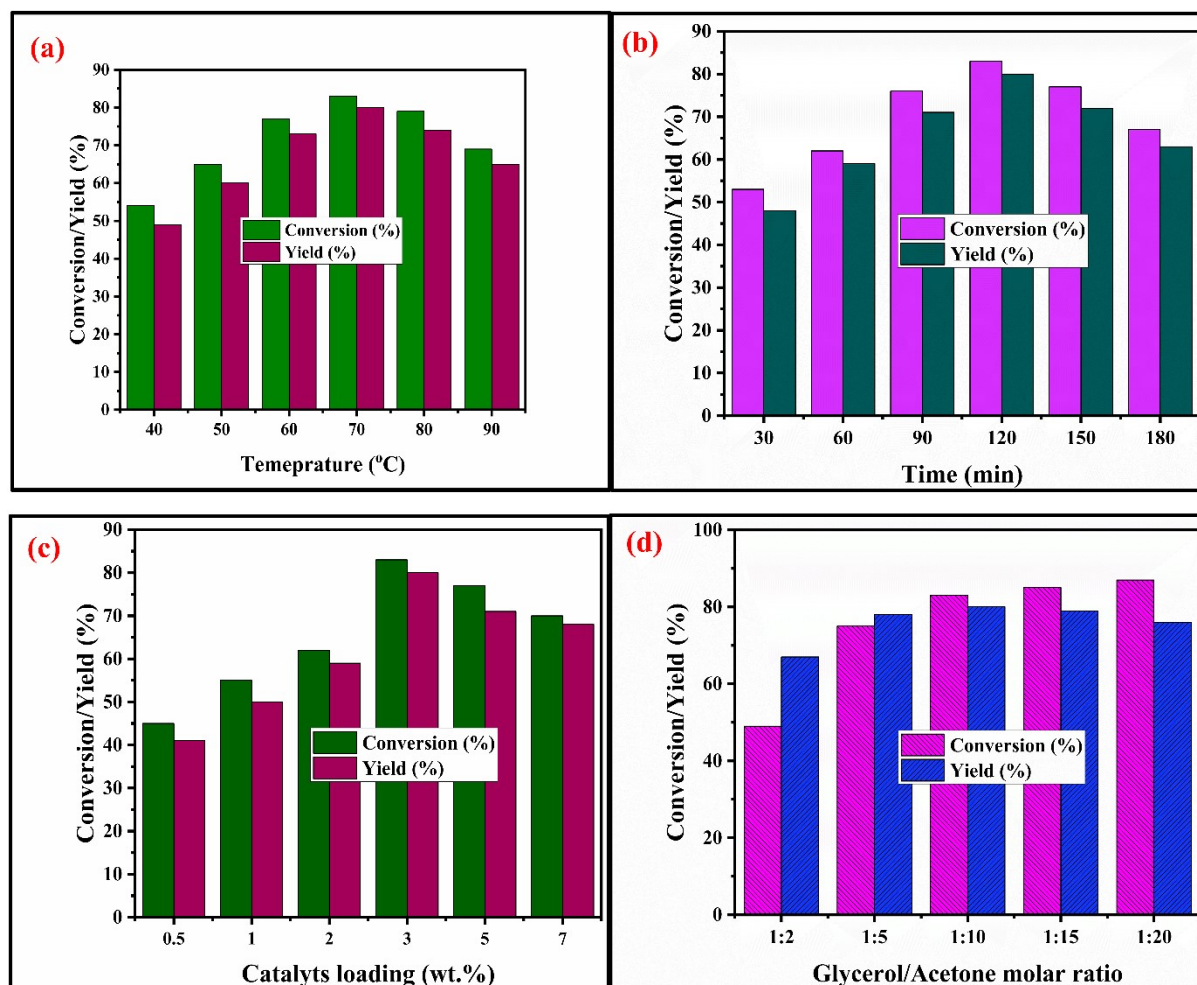 (a)
Conversion/Yield (%)
90
80
70
60
50
40
30
20
10
0
Conversion (%)
Yield (%)
40 50 60 70 80 90
Temeprature (⁰C)
(b)
Conversion/Yield (%)
90
80
70
60
50
40
30
20
10
0
Conversion (%)
Yield (%)
30 60 90 120 150 180
Time (min)
(c)
Conversion/Yield (%)
90
80
70
60
50
40
30
20
10
0
Conversion (%)
Yield (%)
0.5 1 2 3 5 7
Catalyts loading (wt.%)
(d)
Conversion/Yield (%)
100
80
60
40
20
0
Conversion (%)
Yield (%)
1:2 1:5 1:10 1:15 1:20
Glycerol/Acetone molar ratio